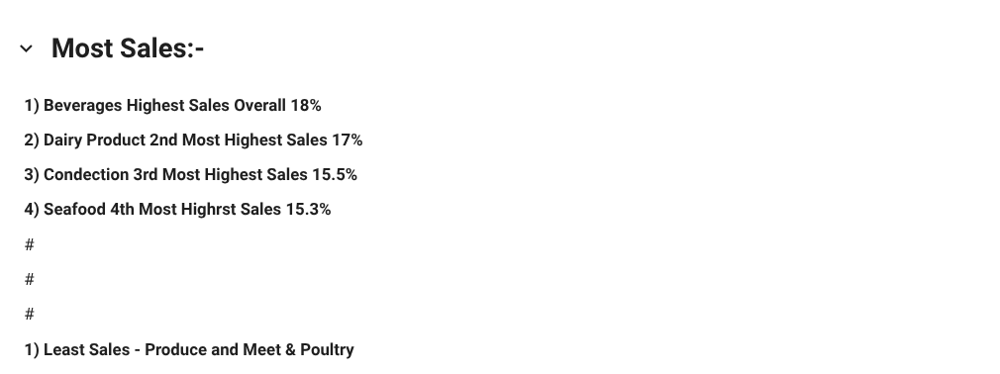 Most Sales:-
1) Beverages Highest Sales Overall 18%
2) Dairy Product 2nd Most Highest Sales 17%
3) Condection 3rd Most Highest Sales 15.5%
4) Seafood 4th Most Highrst Sales 15.3%
#
#
#
1) Least Sales - Produce and Meet & Poultry